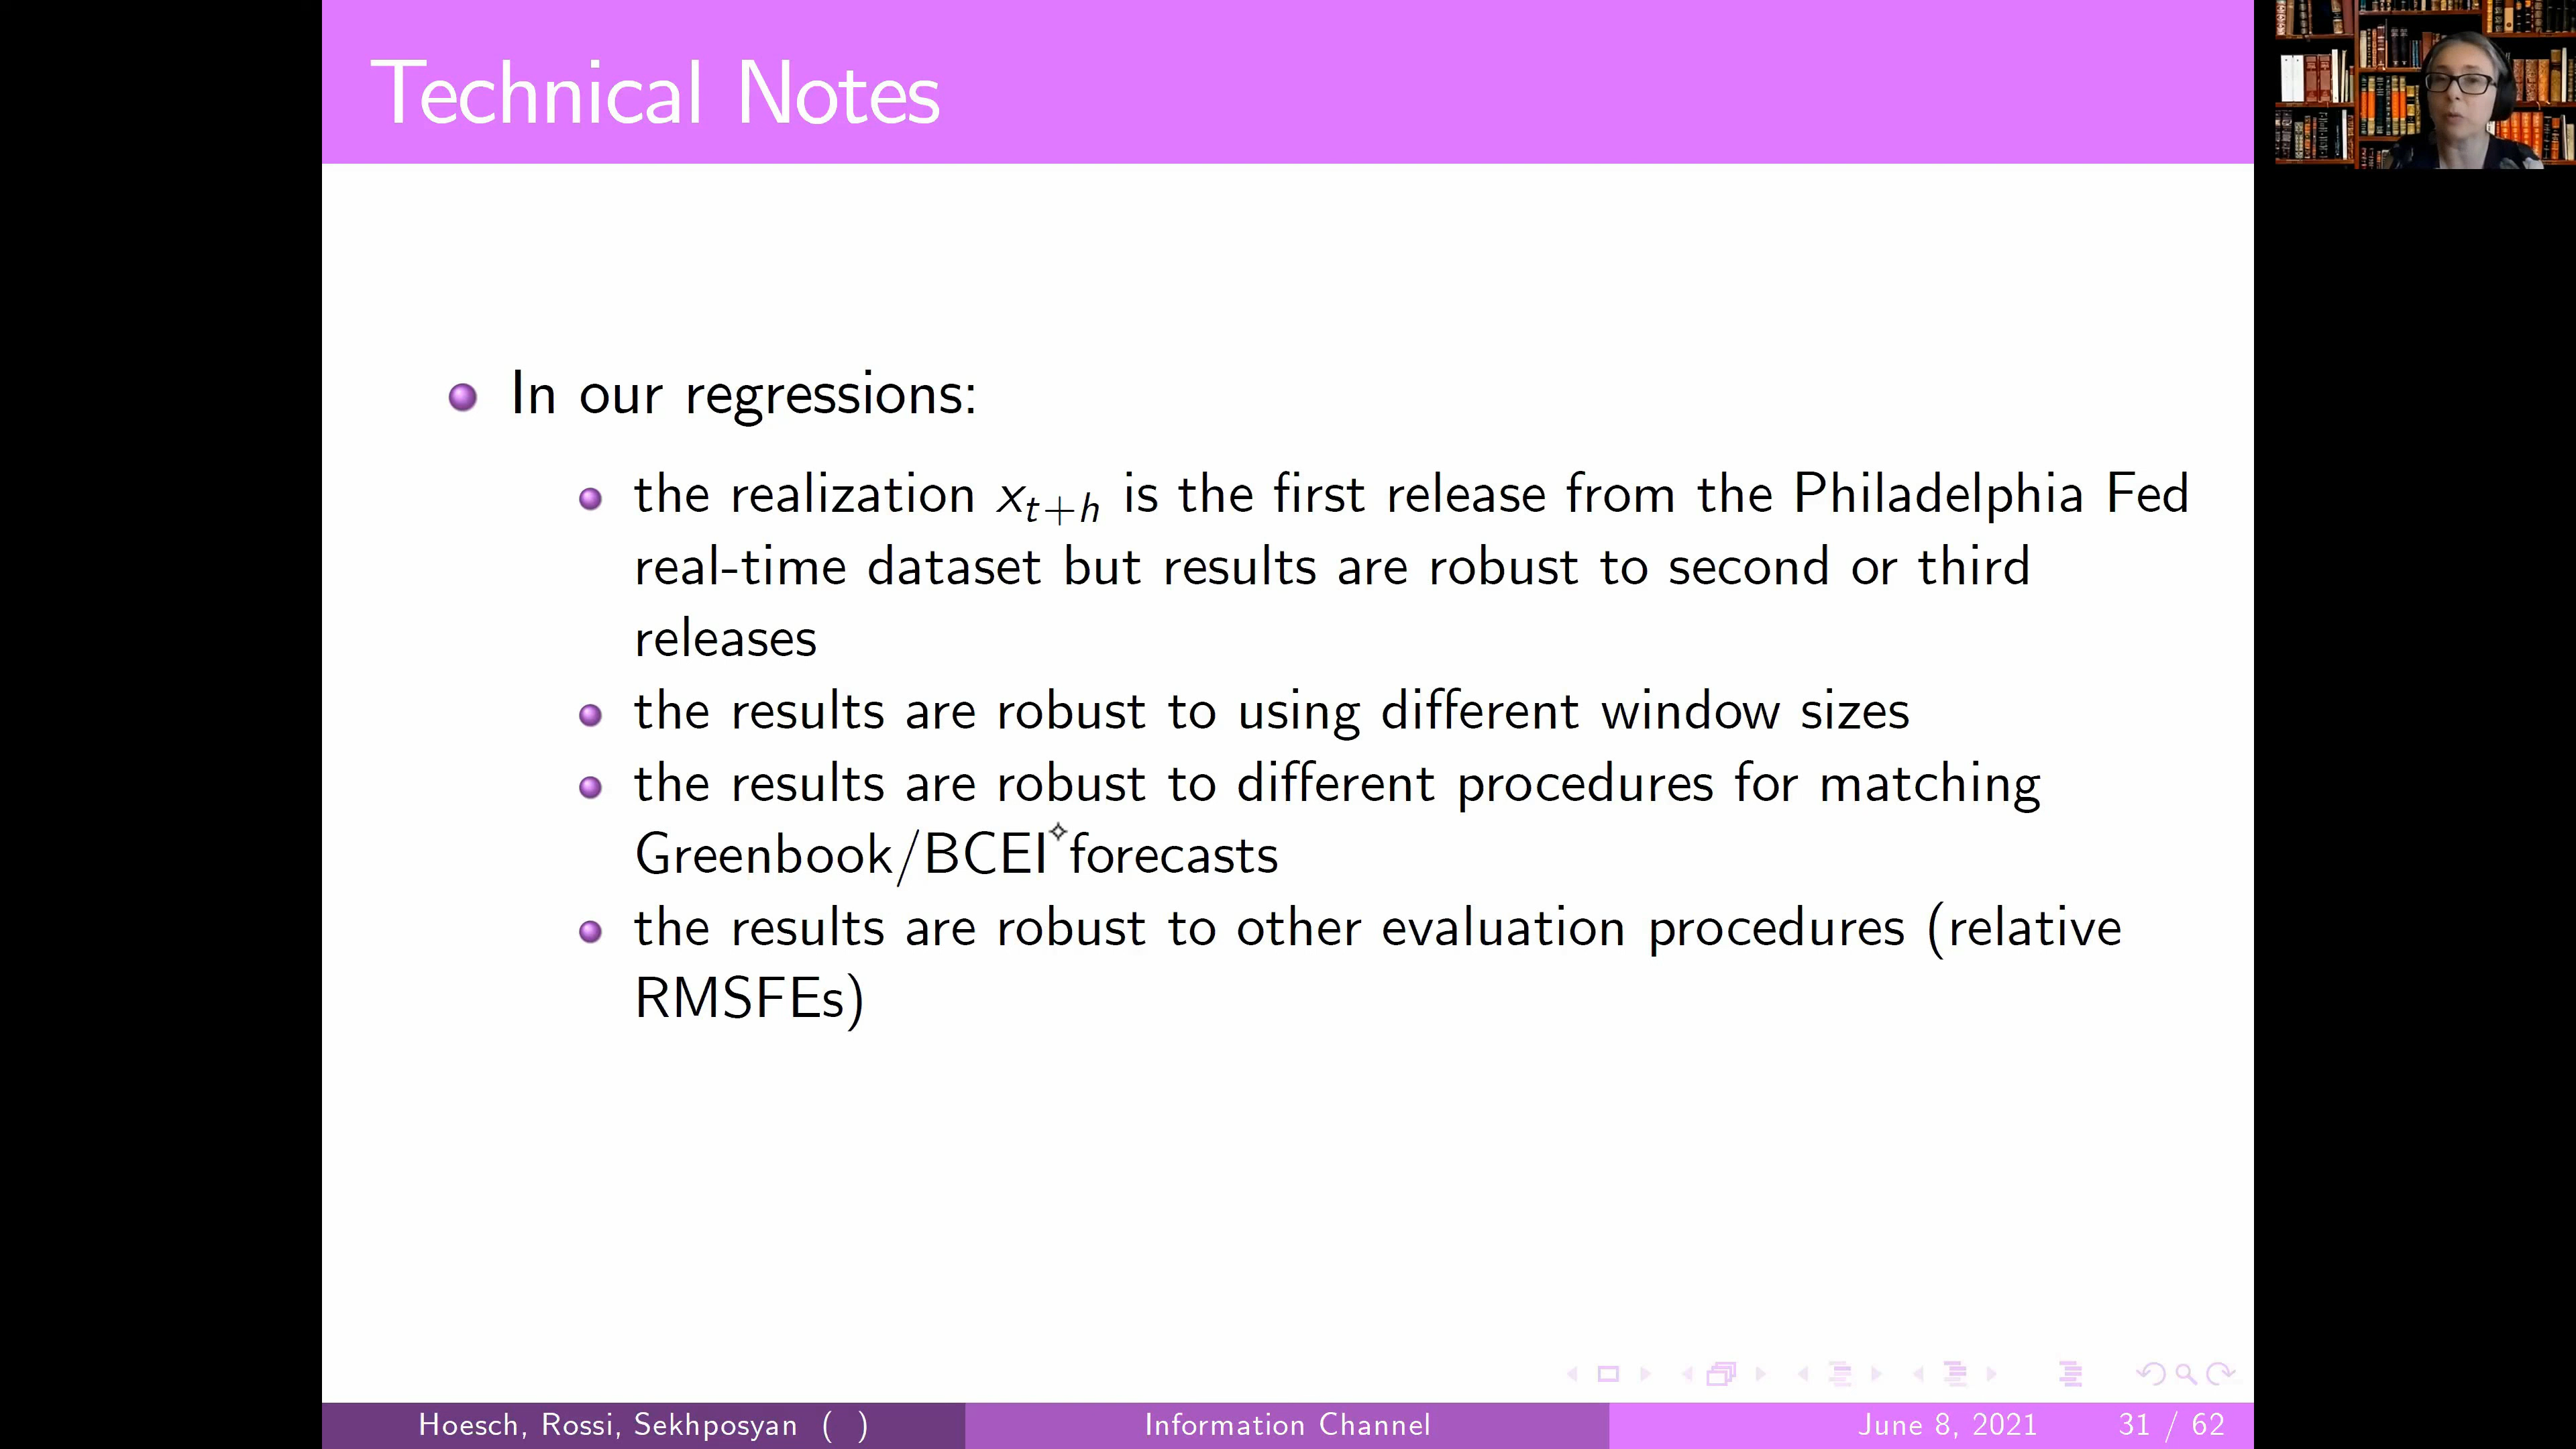 Technical Notes
In our regressions:
the realization x_{t+h} is the first release from the Philadelphia Fed
real-time dataset but results are robust to second or third
releases
the results are robust to using different window sizes
the results are robust to different procedures for matching
Greenbook/BCEI forecasts
the results are robust to other evaluation procedures (relative
RMSFEs)
Hoesch, Rossi, Sekhposyan ( ) Information Channel June 8, 2021 31 / 62